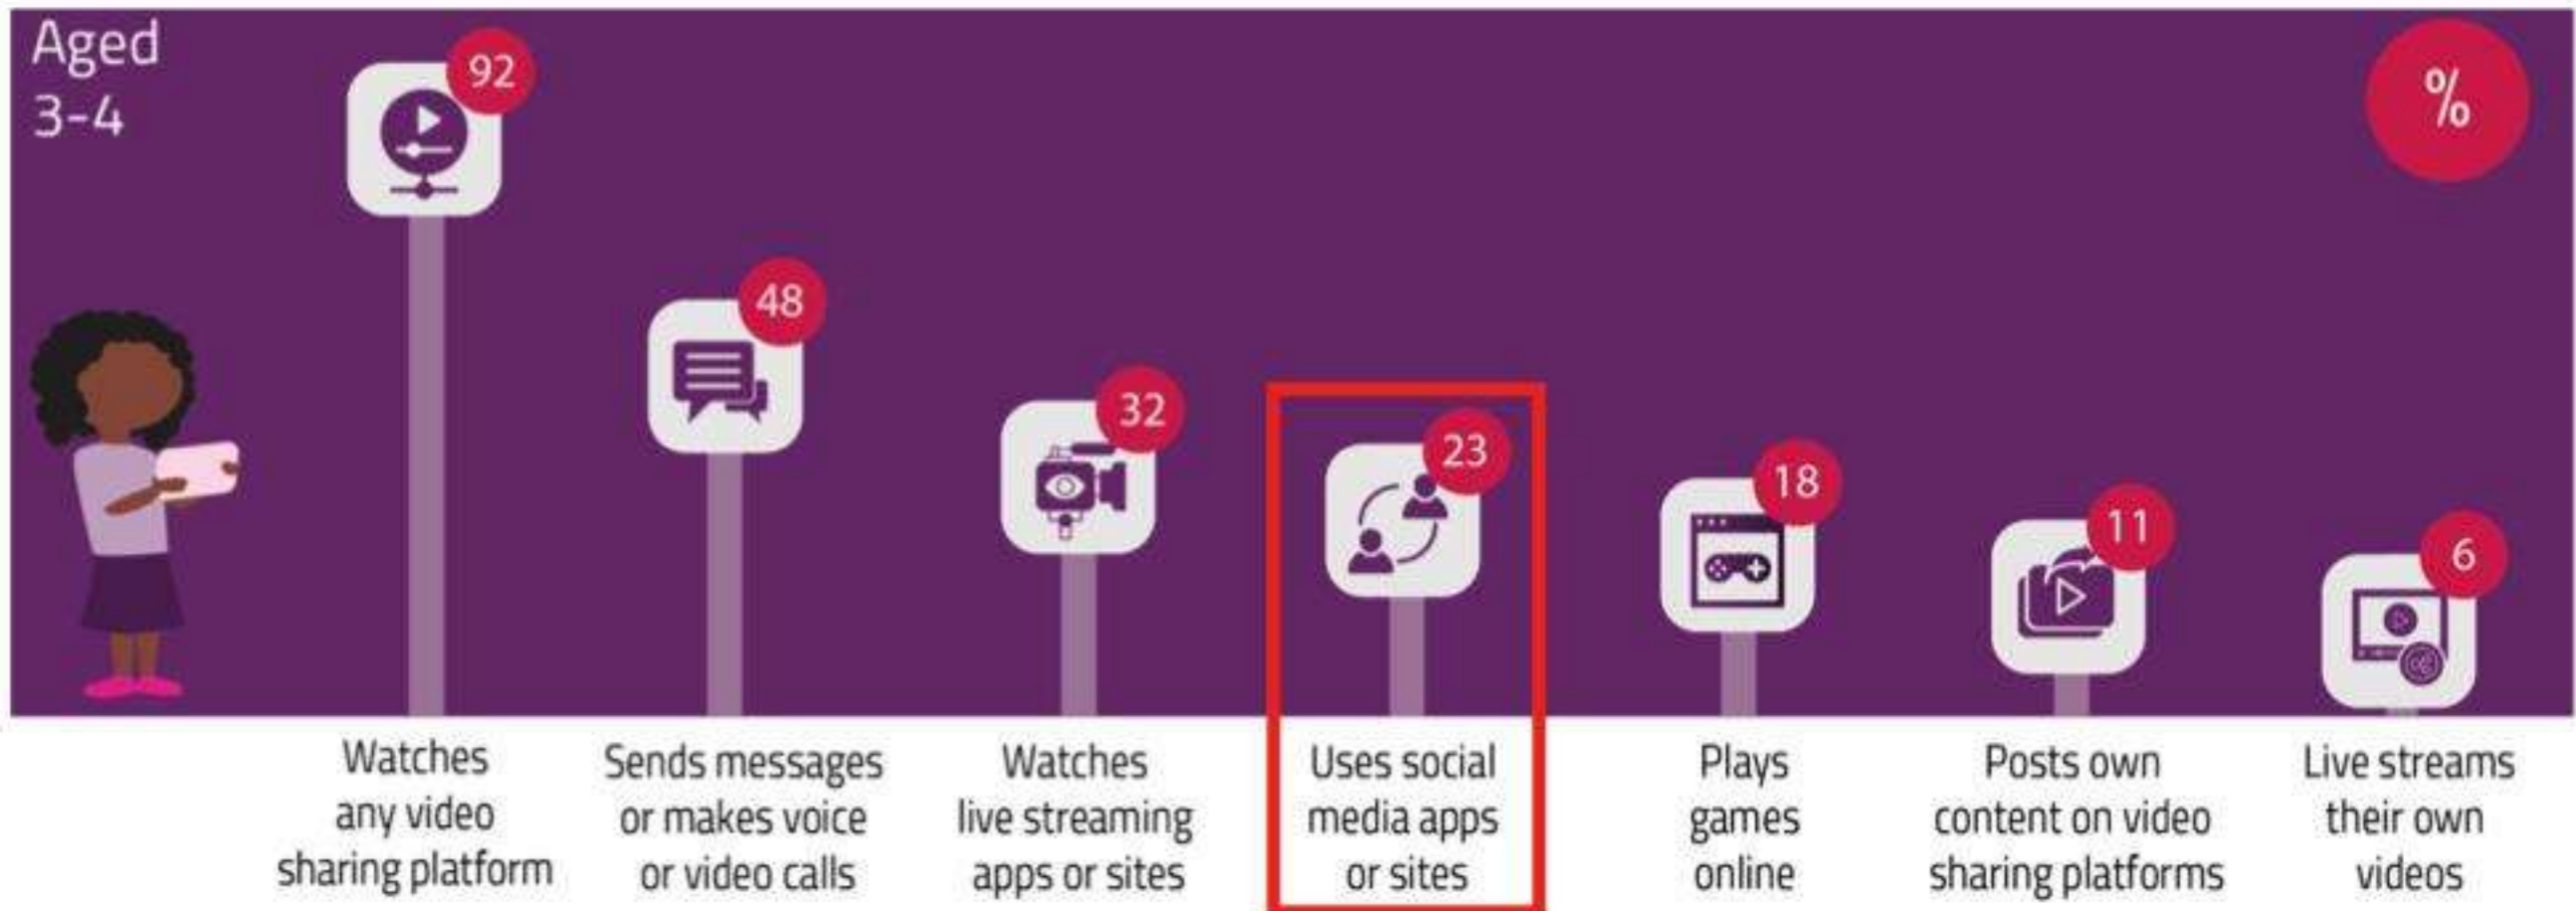 Aged
3-4
%
92
48
32
23
18
11
6
Watches
any video
sharing platform
Sends messages
or makes voice
or video calls
Watches
live streaming
apps or sites
Uses social
media apps
or sites
Plays
games
online
Posts own
content on video
sharing platforms
Live streams
their own
videos